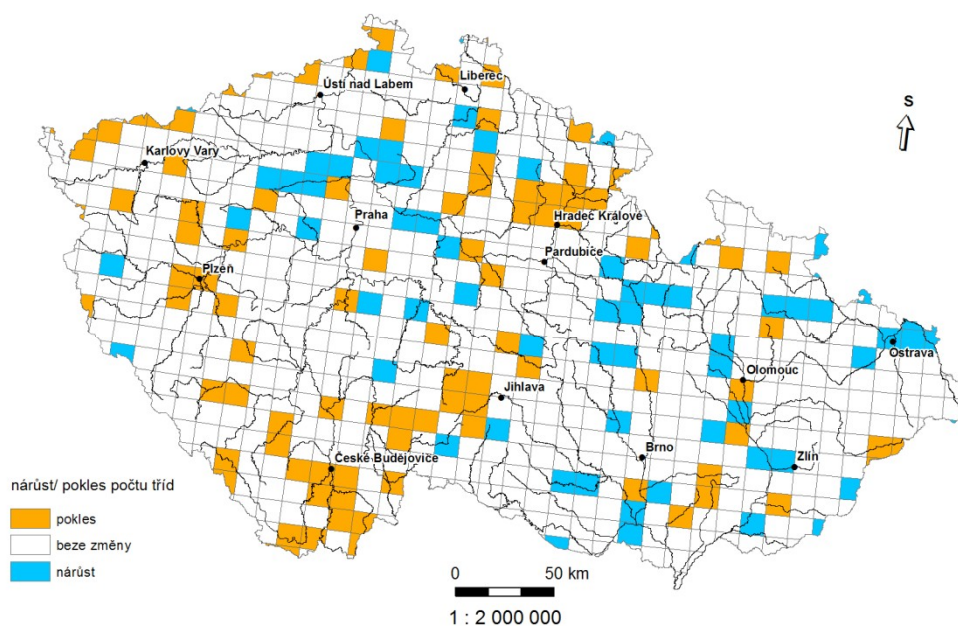 Liberec
Ústí nad Labem
S
Karlovy Vary
Praha
Hradec Králové
Pardubice
Plzeň
Ostrava
Olomouc
Jihlava
Brno
Zlín
České Budějovice
nárůst/ pokles počtu tříd
pokles
beze změny
nárůst
0 50 km
1 : 2 000 000